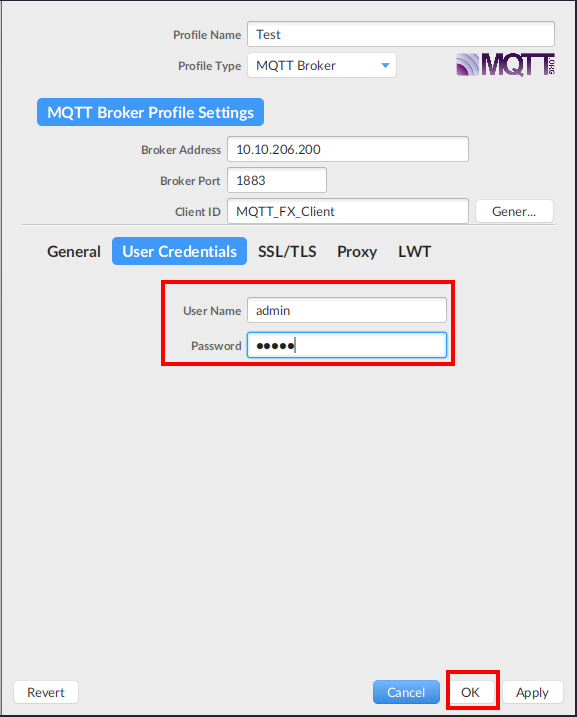 Profile Name Test
Profile Type MQTT Broker
MQTT.ORG
MQTT Broker Profile Settings
Broker Address 10.10.206.200
Broker Port 1883
Client ID MQTT_FX_Client Gener...
General User Credentials SSL/TLS Proxy LWT
User Name admin
Password •••••
Revert Cancel OK Apply